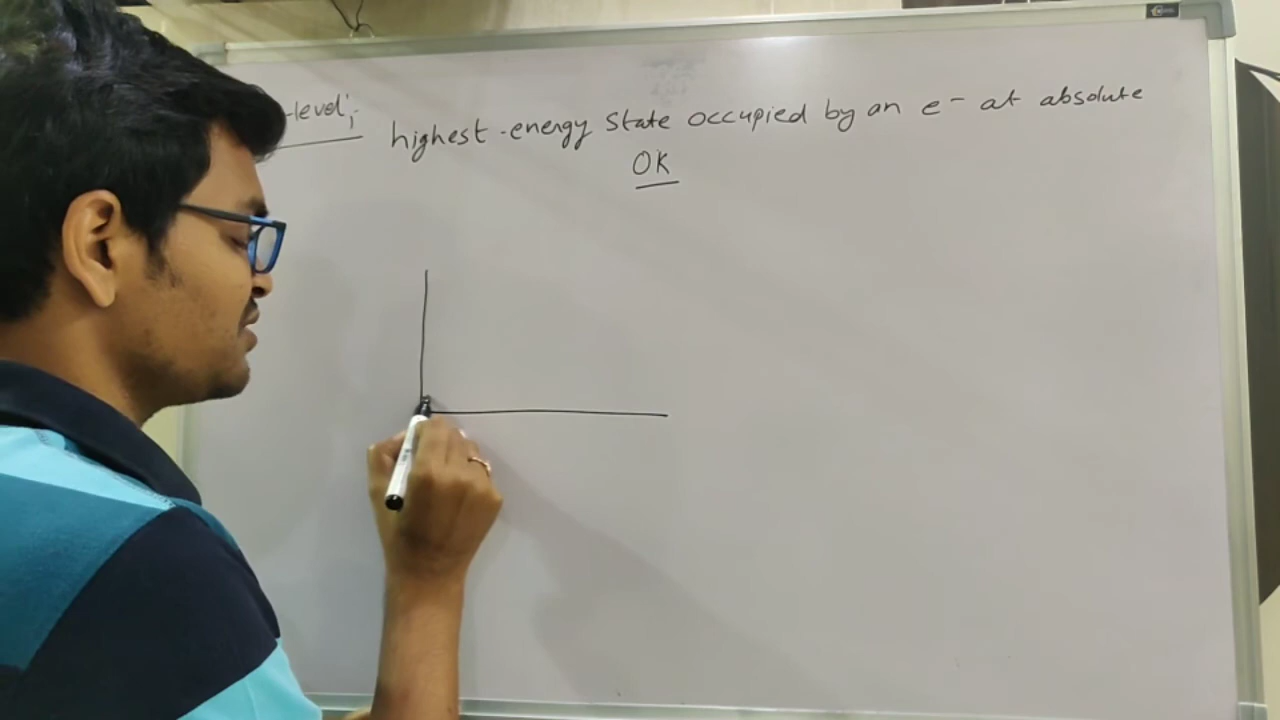 -level;
highest energy state occupied by an e- at absolute
OK